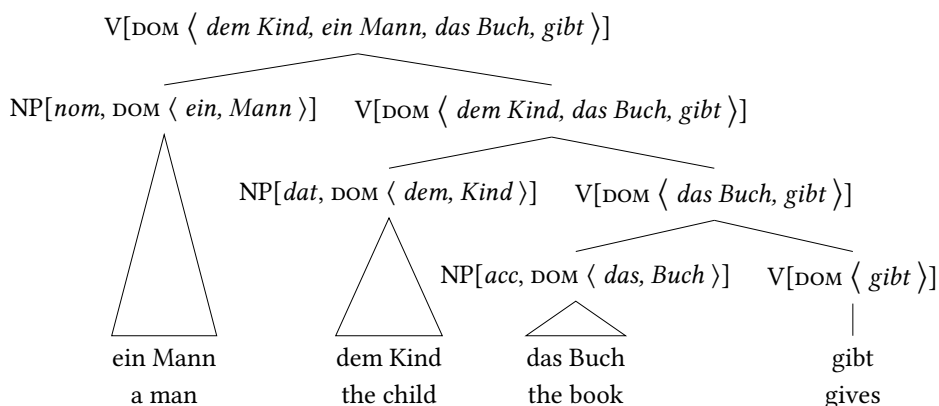 V[DOM ⟨ dem Kind, ein Mann, das Buch, gibt ⟩]
NP[nom, DOM ⟨ ein, Mann ⟩] V[DOM ⟨ dem Kind, das Buch, gibt ⟩]
NP[dat, DOM ⟨ dem, Kind ⟩] V[DOM ⟨ das Buch, gibt ⟩]
NP[acc, DOM ⟨ das, Buch ⟩] V[DOM ⟨ gibt ⟩]
ein Mann dem Kind das Buch gibt
a man the child the book gives